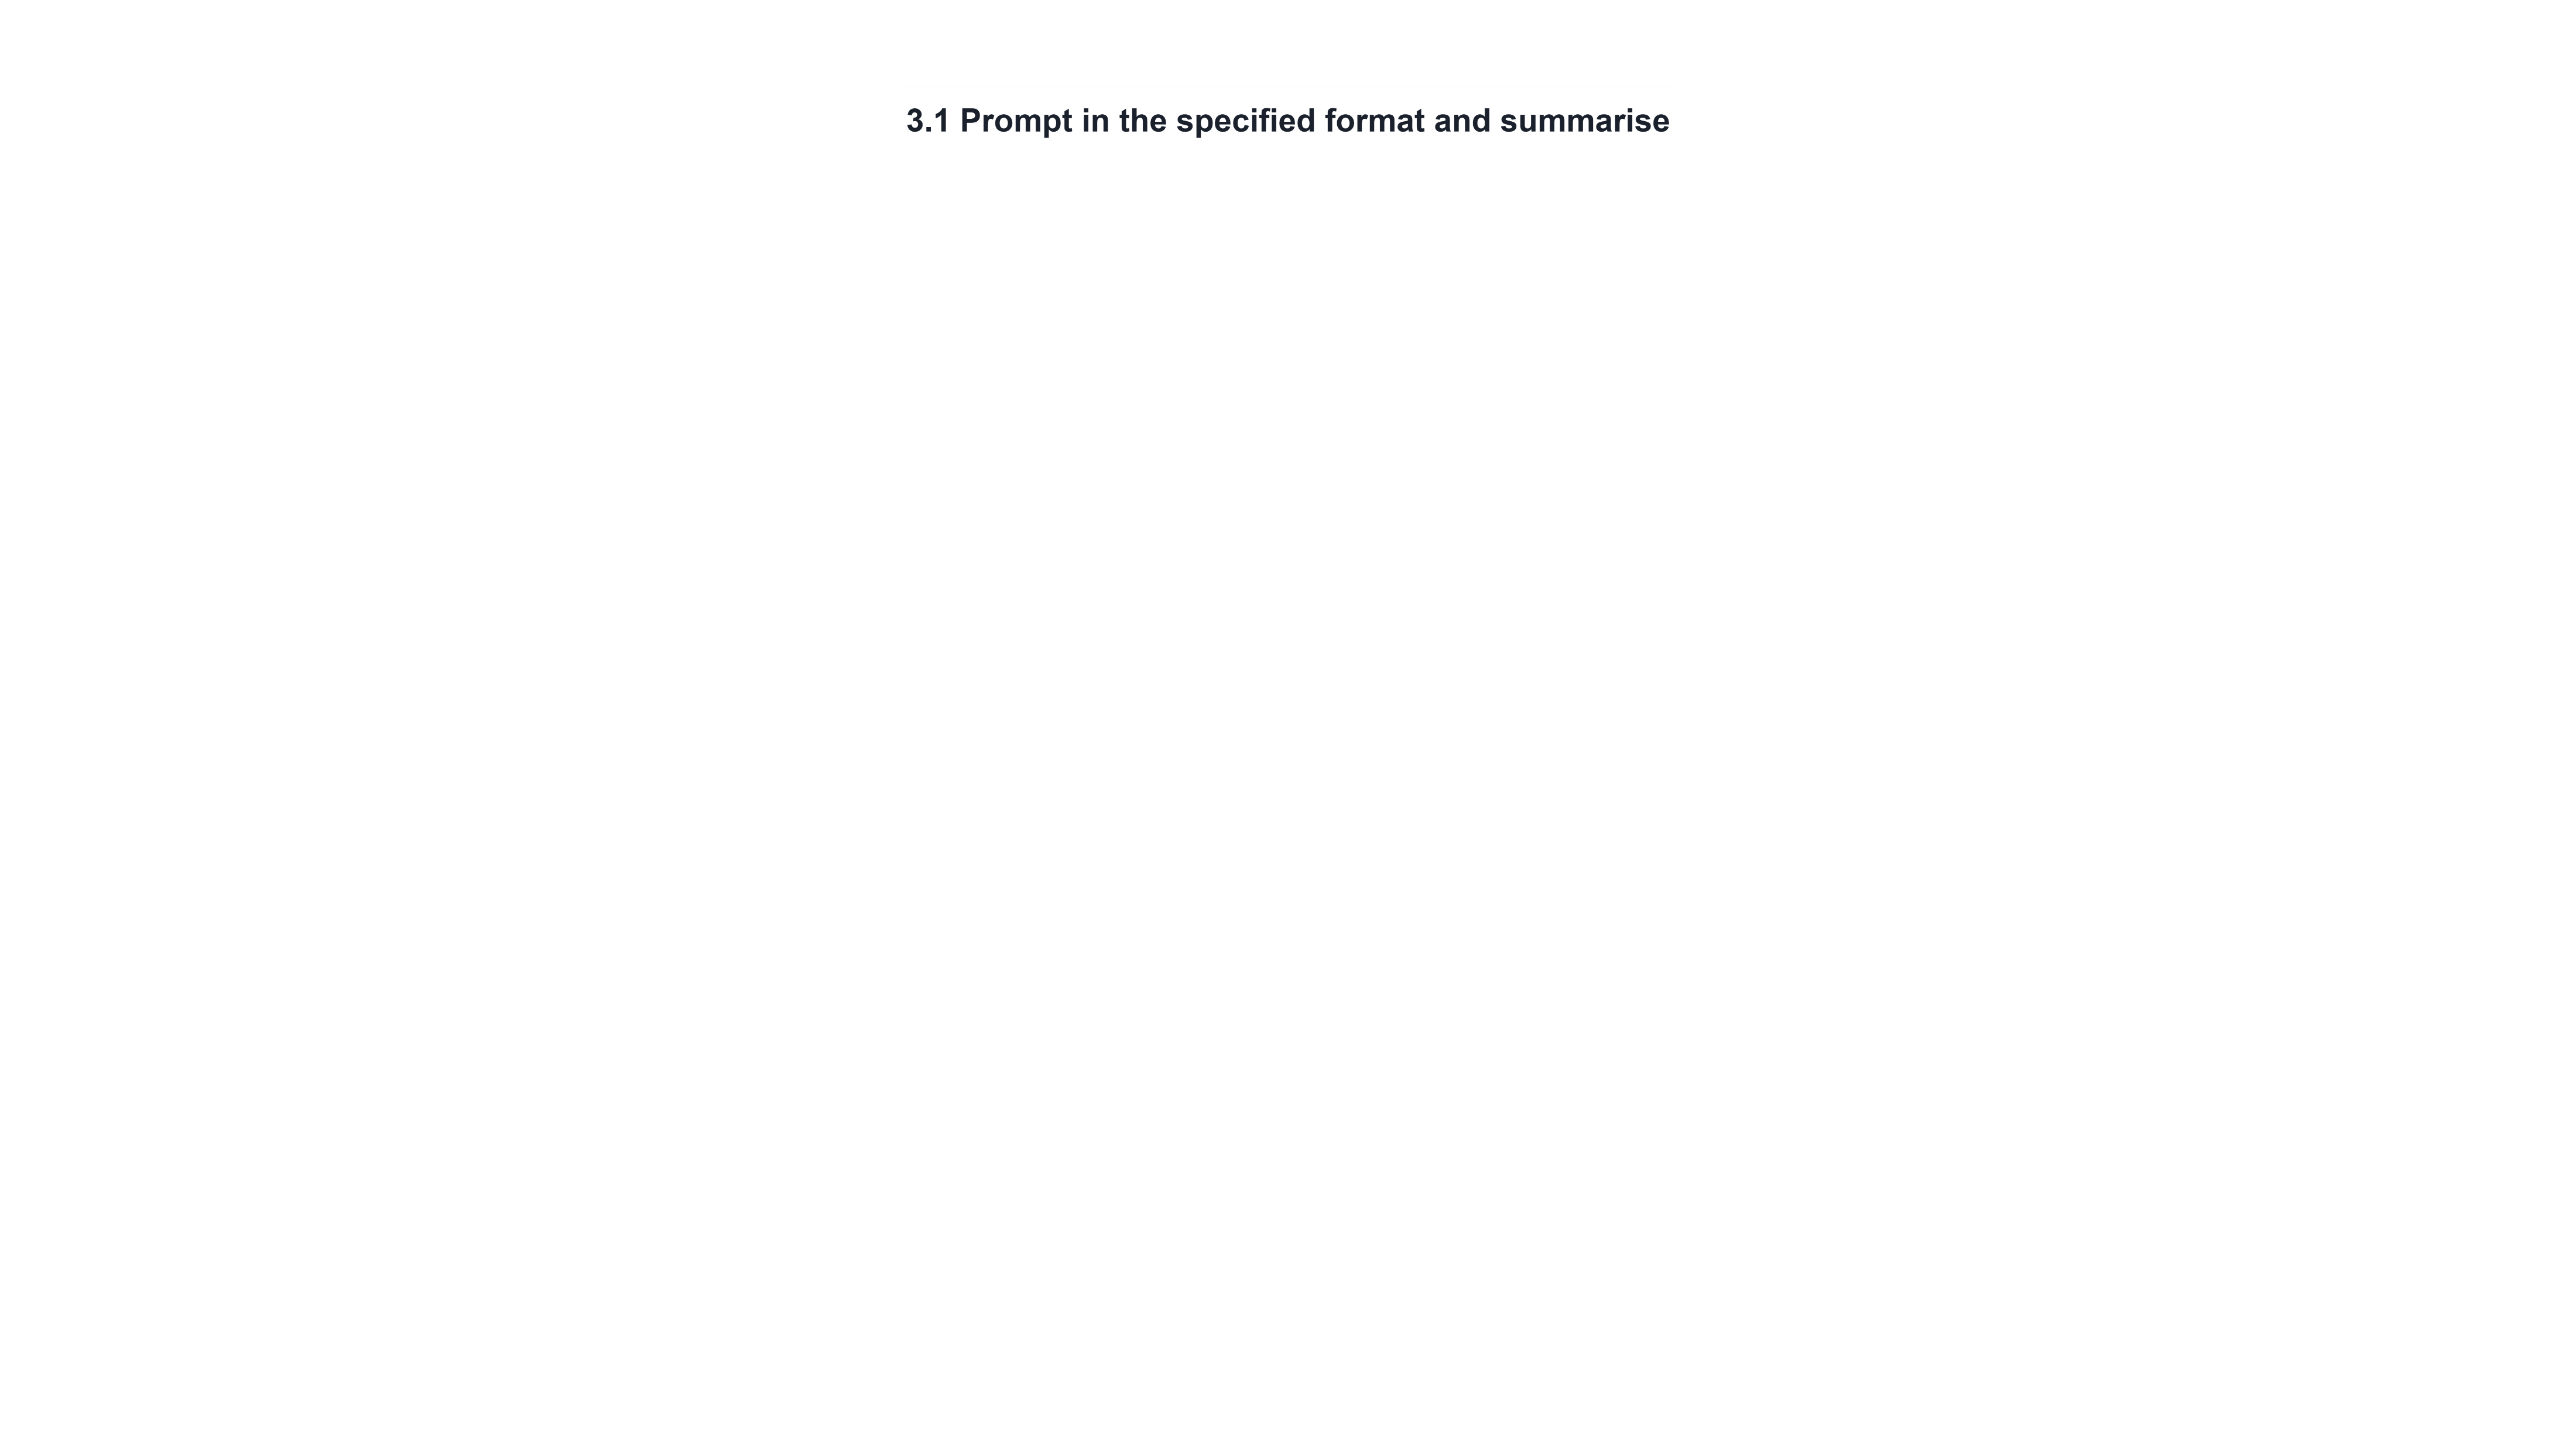 3.1 Prompt in the specified format and summarise